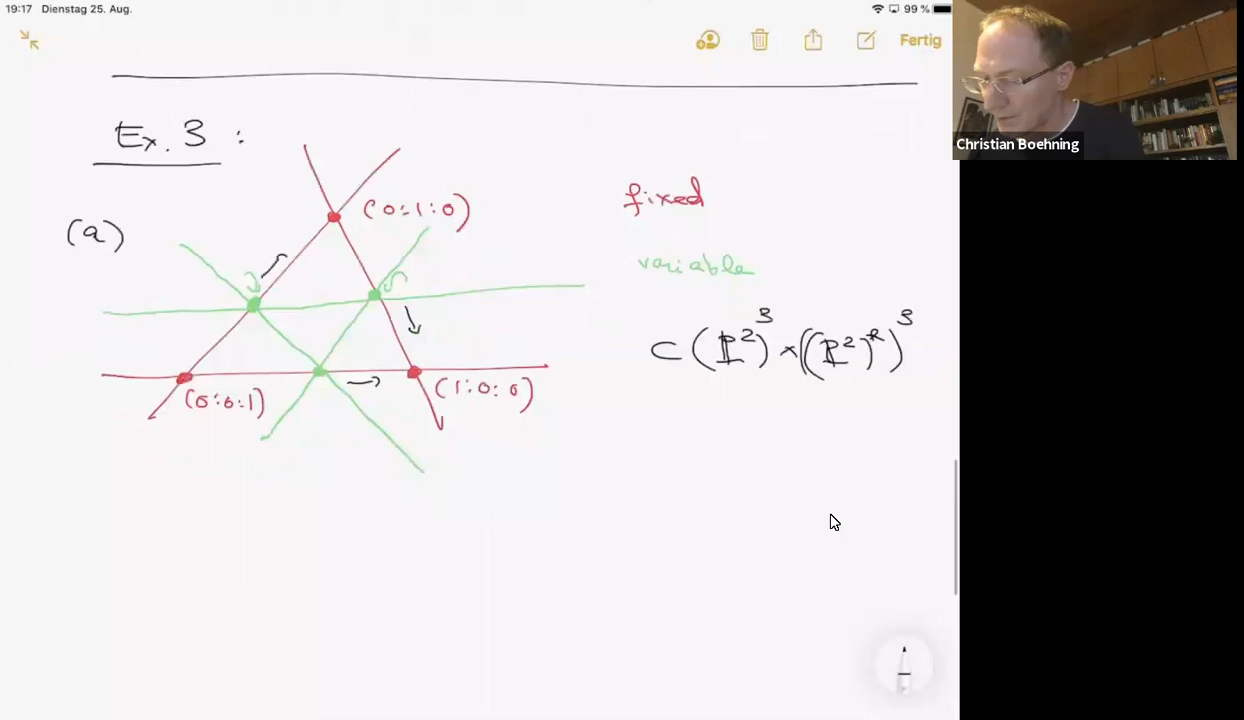 19:17 Dienstag 25. Aug.
99 %
Fertig
Christian Boehning
Ex. 3 :
(a)
(0:1:0)
fixed
variable
⊂ (ℙ²)³ × ((ℙ²)*)³
(0:0:1)
(1:0:0)